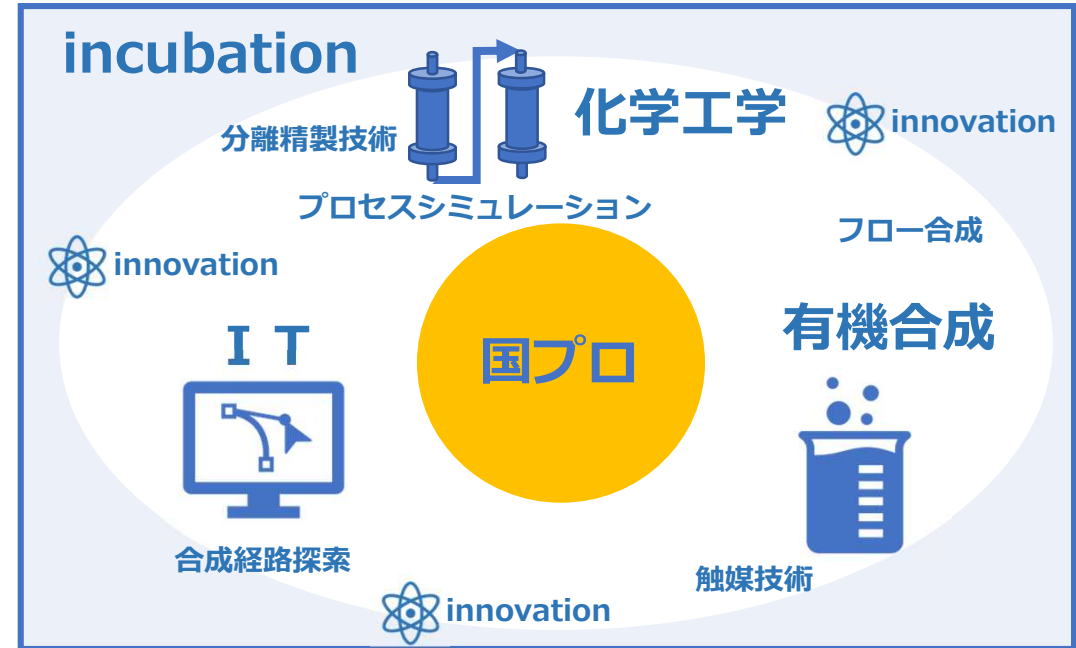 incubation
化学工学
分離精製技術
innovation
プロセスシミュレーション
フロー合成
innovation
有機合成
ＩＴ
国プロ
合成経路探索
触媒技術
innovation